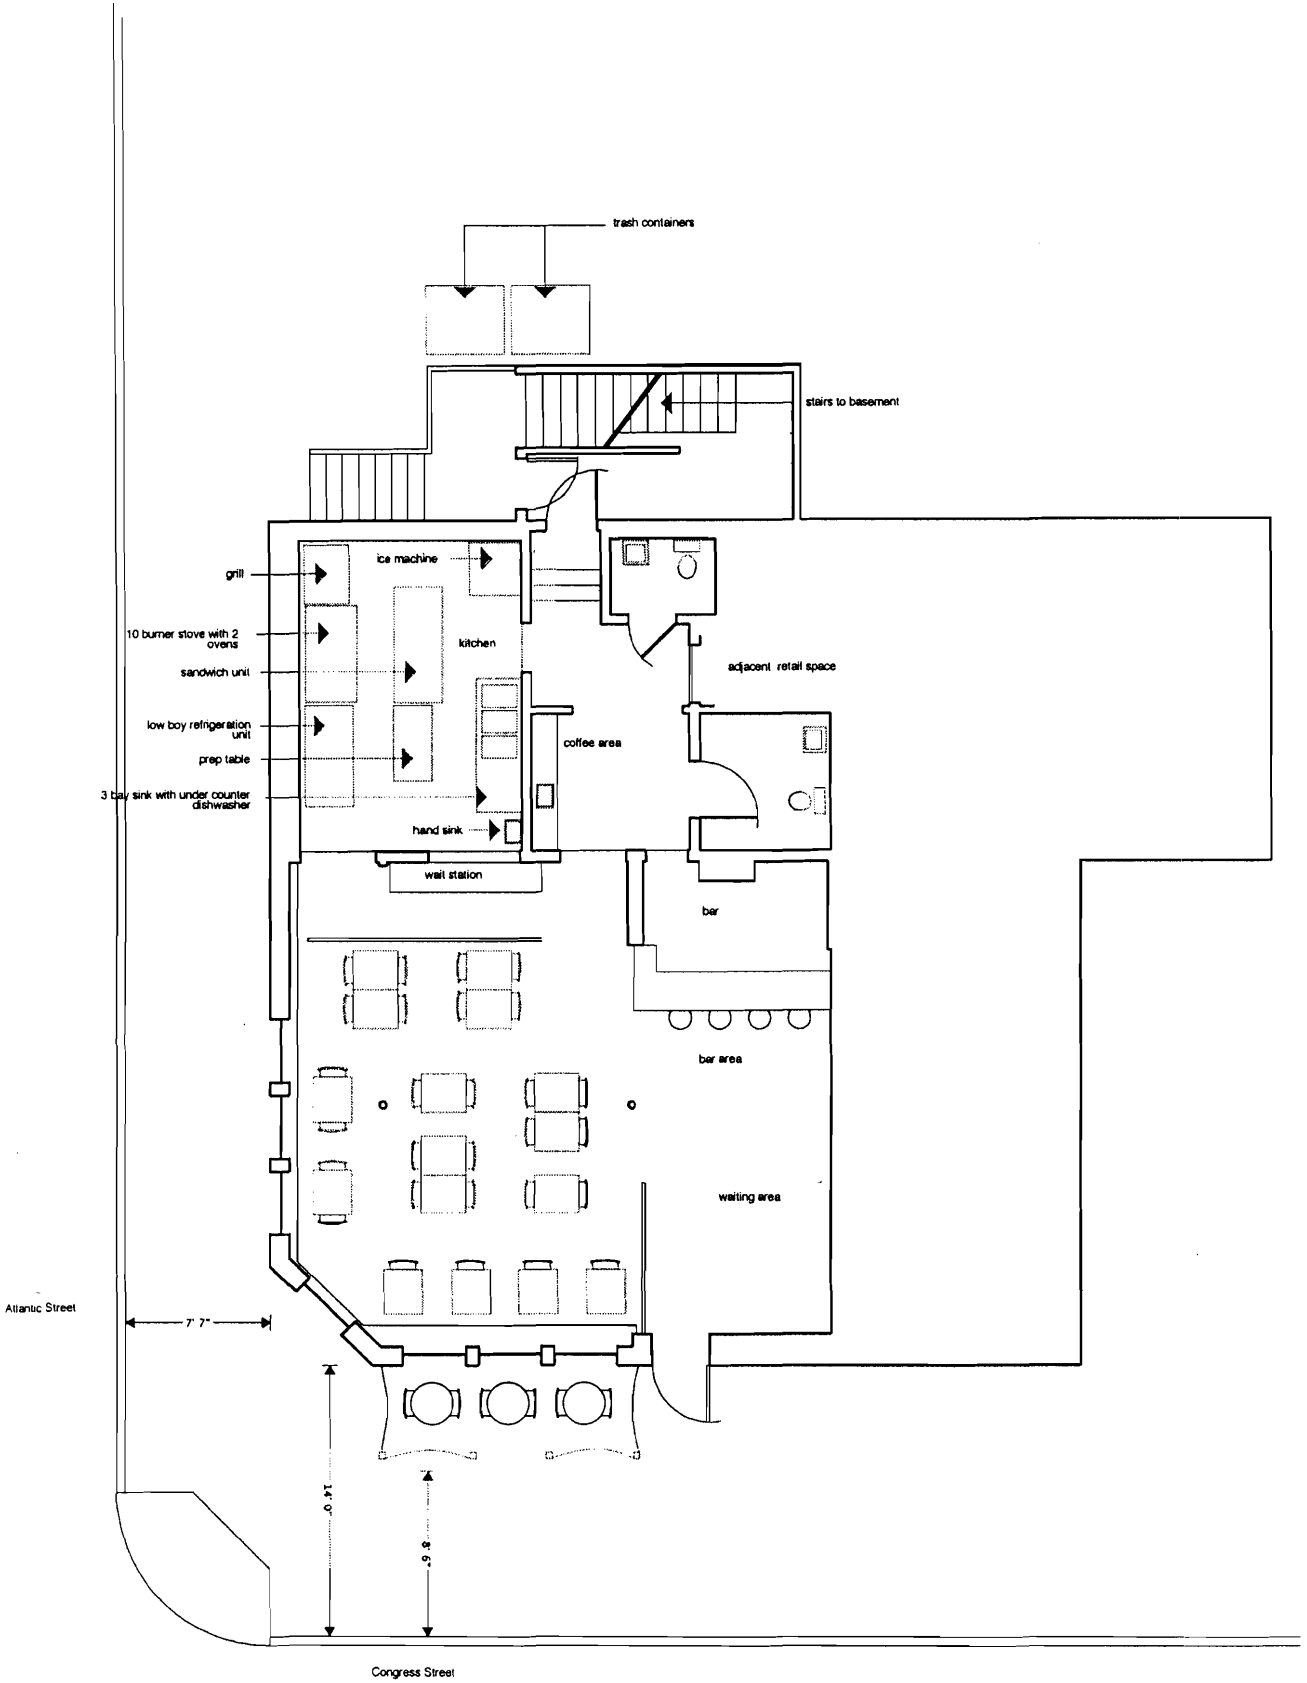 trash containers
stairs to basement
ice machine
grill
10 burner stove with 2
ovens
kitchen
sandwich unit
adjacent retail space
low boy refrigeration
unit
coffee area
prep table
3 bay sink with under counter
dishwasher
hand sink
wait station
bar
bar area
waiting area
Atlantic Street
7' 7"
14' 0"
8' 6"
Congress Street